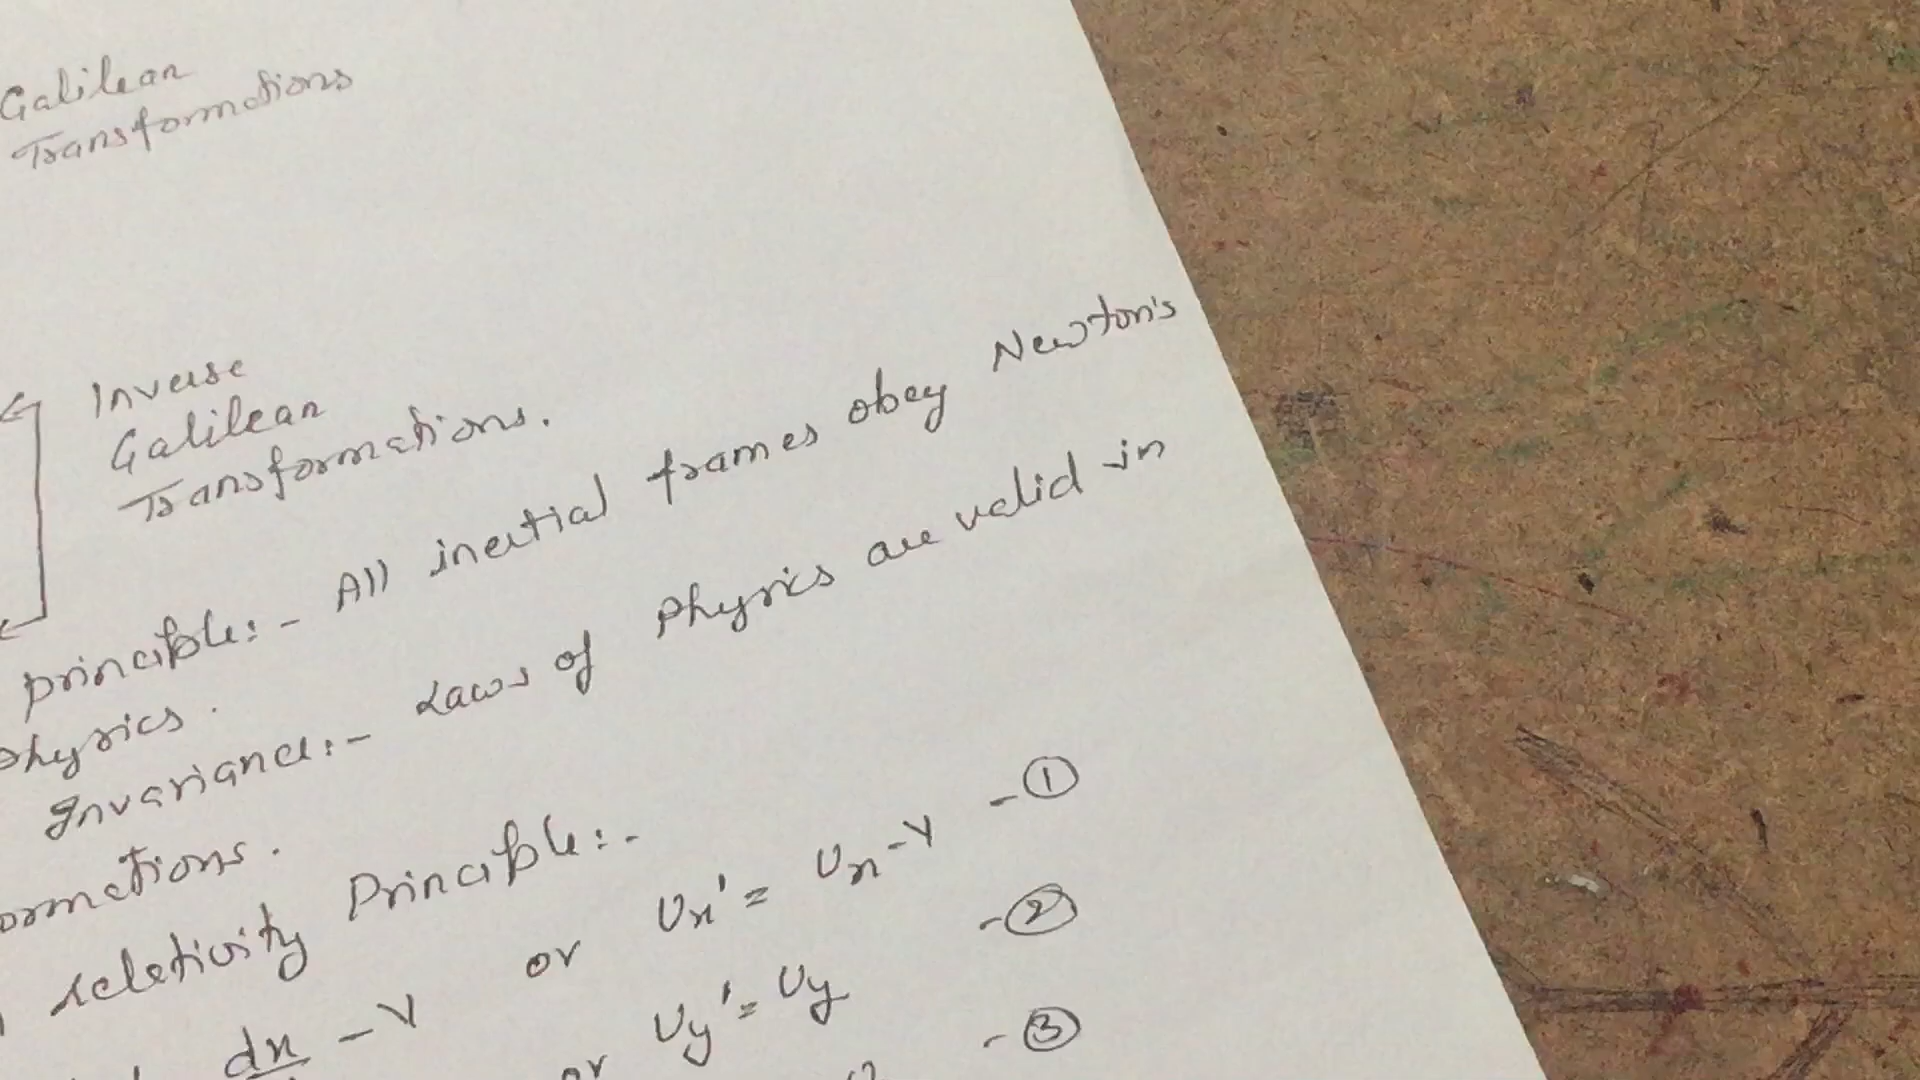 Galilean
Transformations
Inverse
Galilean
Transformations.
principle:- All inertial frames obey Newton's
physics.
Invariance:- Laws of Physics are valid in
ormations.
relativity Principle:-
dx - v or Ux' = Ux - v - ①
or Uy' = Uy - ②
- ③